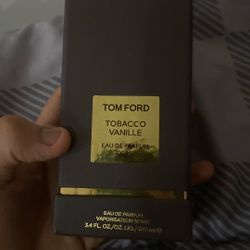 TOM FORD
TOBACCO
VANILLE
EAU DE PARFUM
EAU DE PARFUM
VAPORISATEUR SPRAY
3.4 FL.OZ./OZ. LIQ./100 ml ℮